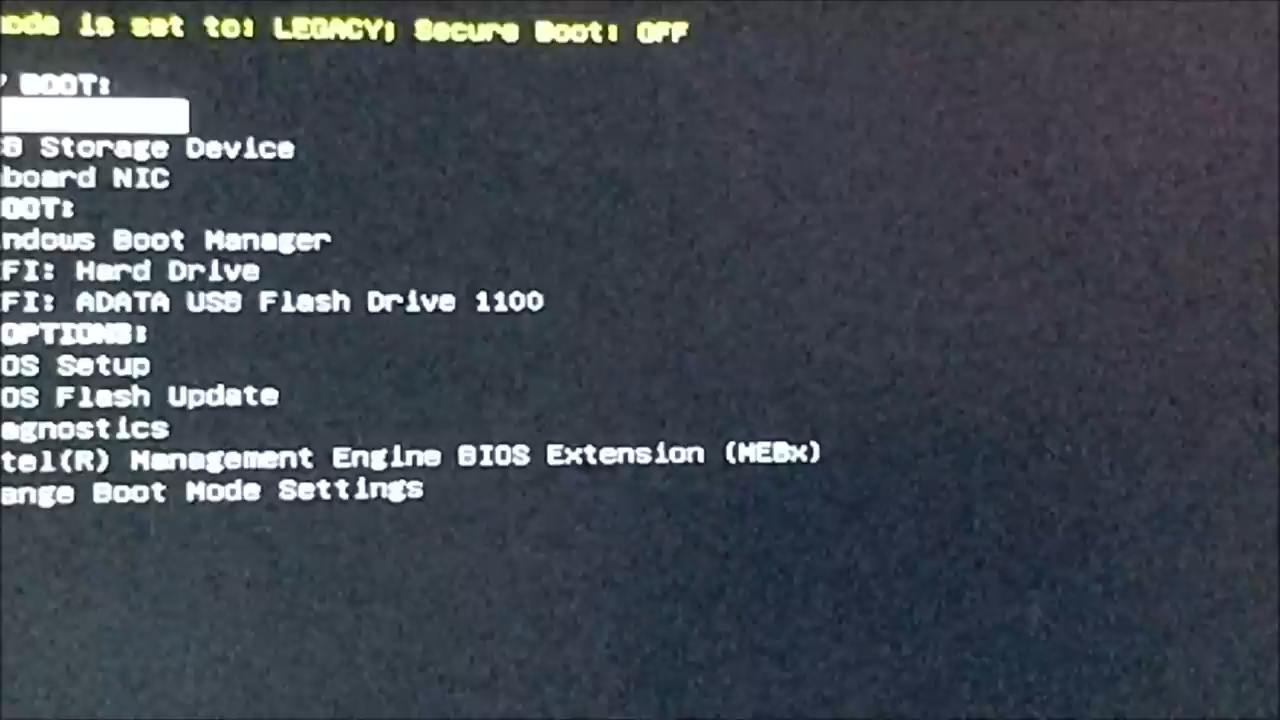 ode is set to: LEGACY; Secure Boot: OFF
Y BOOT:
B Storage Device
board NIC
OOT:
ndows Boot Manager
FI: Hard Drive
FI: ADATA USB Flash Drive 1100
OPTIONS:
OS Setup
OS Flash Update
agnostics
tel(R) Management Engine BIOS Extension (MEBx)
ange Boot Mode Settings